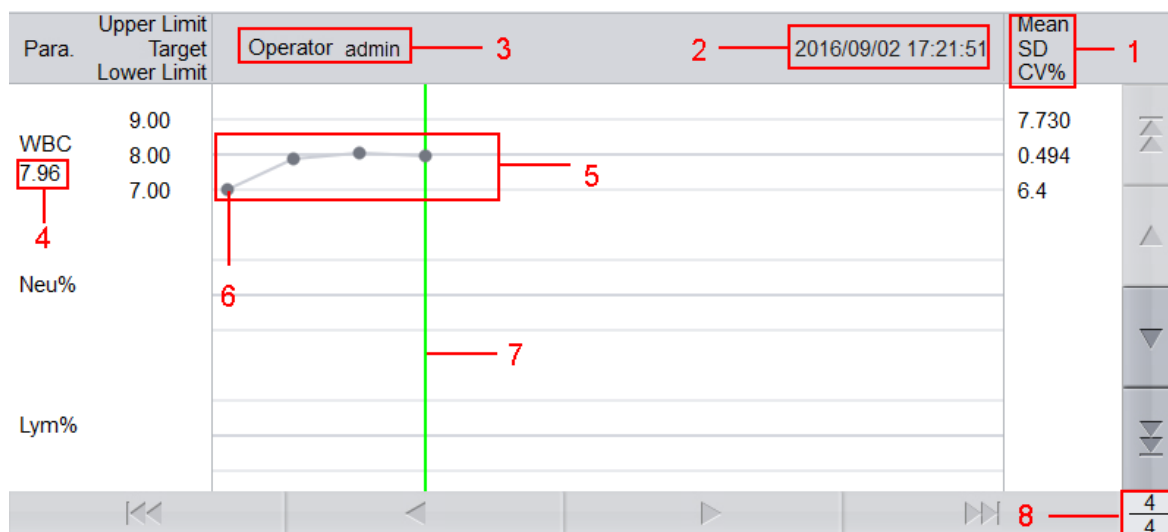 Para.
Upper Limit
Target
Lower Limit
Operator admin
3
2
2016/09/02 17:21:51
Mean
SD
CV%
1
WBC
7.96
4
9.00
8.00
7.00
5
6
7.730
0.494
6.4
Neu%
7
Lym%
8
4
4